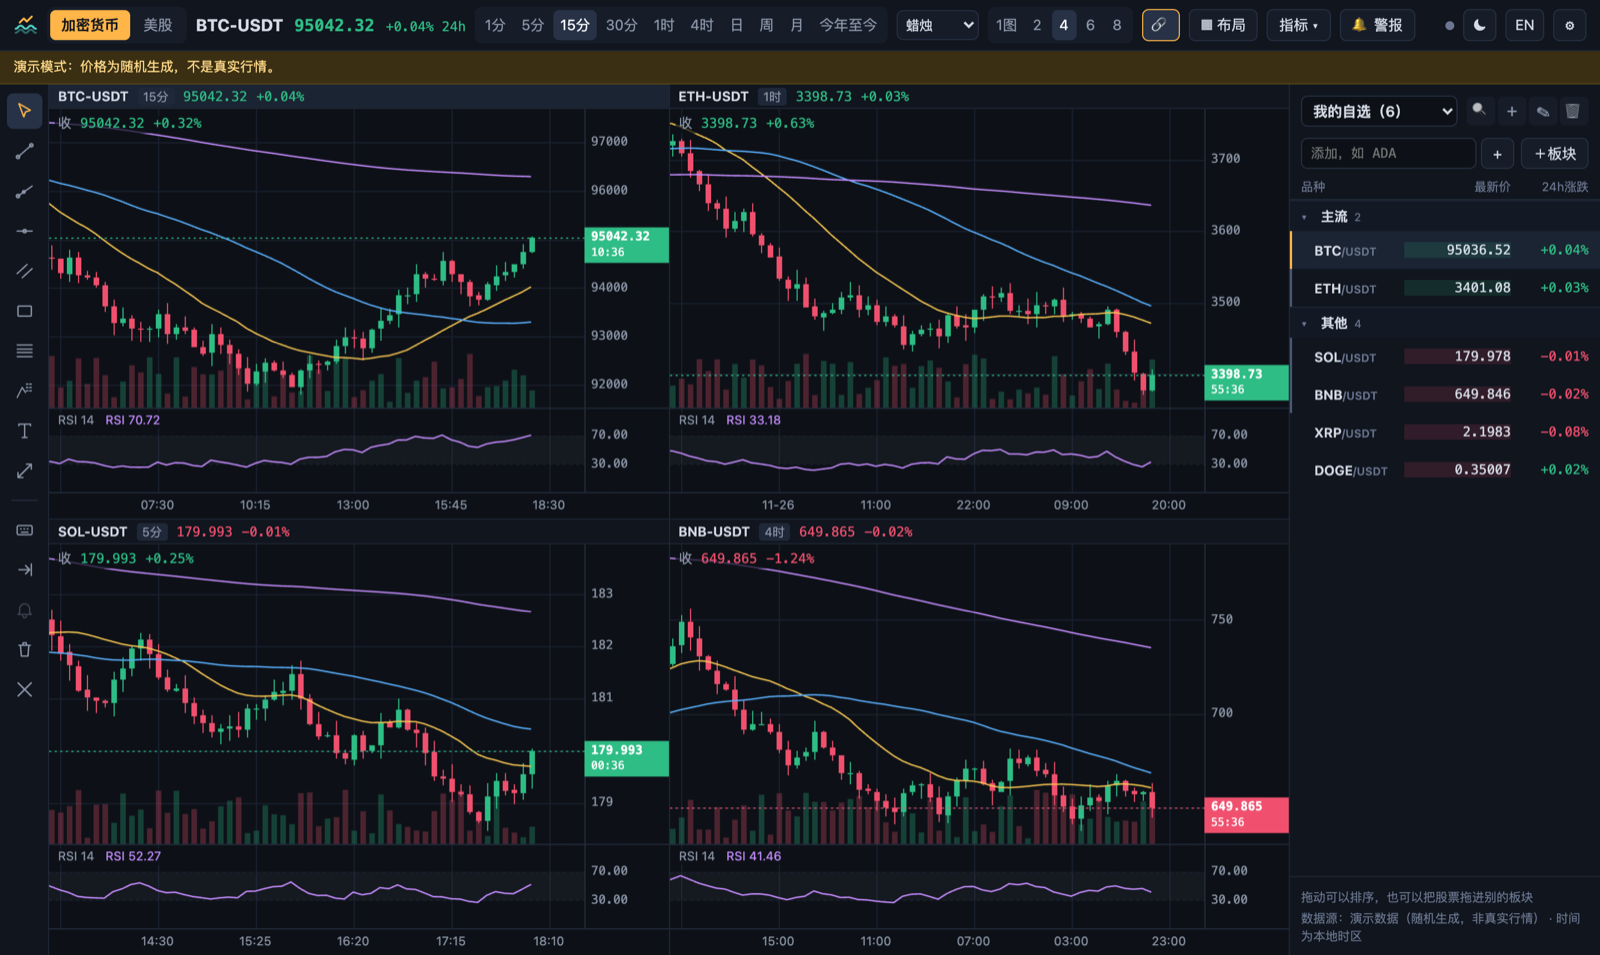 加密货币 美股 BTC-USDT 95042.32 +0.04% 24h 1分 5分 15分 30分 1时 4时 日 周 月 今年至今 蜡烛 1图 2 4 6 8 布局 指标 警报 EN
演示模式：价格为随机生成，不是真实行情。
BTC-USDT 15分 95042.32 +0.04%
收 95042.32 +0.32%
97000
96000
95042.32
10:36
94000
93000
92000
RSI 14 RSI 70.72
70.00
30.00
07:30 10:15 13:00 15:45 18:30
ETH-USDT 1时 3398.73 +0.03%
收 3398.73 +0.63%
3700
3600
3500
3398.73
55:36
RSI 14 RSI 33.18
70.00
30.00
11-26 11:00 22:00 09:00 20:00
SOL-USDT 5分 179.993 −0.01%
收 179.993 +0.25%
183
182
181
179.993
00:36
179
RSI 14 RSI 52.27
70.00
30.00
14:30 15:25 16:20 17:15 18:10
BNB-USDT 4时 649.865 −0.02%
收 649.865 −1.24%
750
700
649.865
55:36
RSI 14 RSI 41.46
70.00
30.00
15:00 11:00 07:00 03:00 23:00
我的自选（6）
添加，如 ADA + +板块
品种 最新价 24h涨跌
主流 2
BTC/USDT 95036.52 +0.04%
ETH/USDT 3401.08 +0.03%
其他 4
SOL/USDT 179.978 −0.01%
BNB/USDT 649.846 −0.02%
XRP/USDT 2.1983 −0.08%
DOGE/USDT 0.35007 +0.02%
拖动可以排序，也可以把股票拖进别的板块
数据源：演示数据（随机生成，非真实行情）· 时间
为本地时区